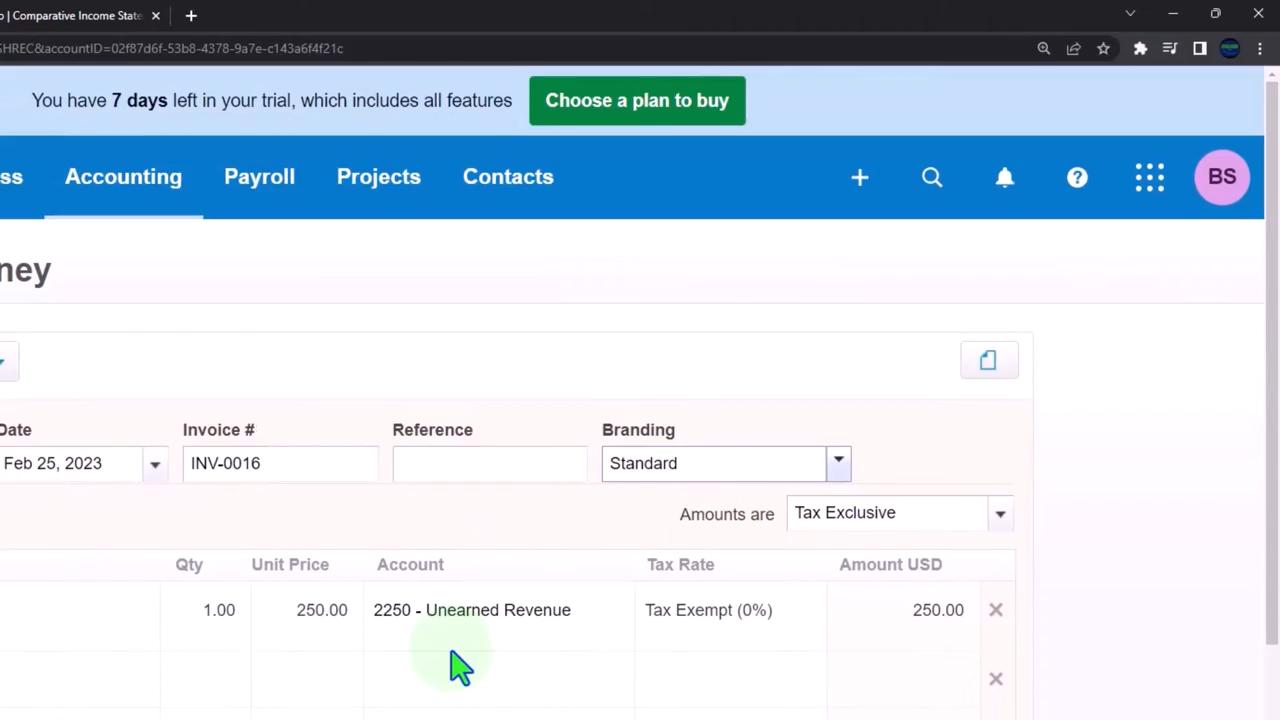 o | Comparative Income State
SHREC&accountID=02f87d6f-53b8-4378-9a7e-c143a6f4f21c
You have 7 days left in your trial, which includes all features
Choose a plan to buy
ss Accounting Payroll Projects Contacts BS
ney
Date Invoice # Reference Branding
Feb 25, 2023 INV-0016 Standard
Amounts are Tax Exclusive
Qty Unit Price Account Tax Rate Amount USD
1.00 250.00 2250 - Unearned Revenue Tax Exempt (0%) 250.00